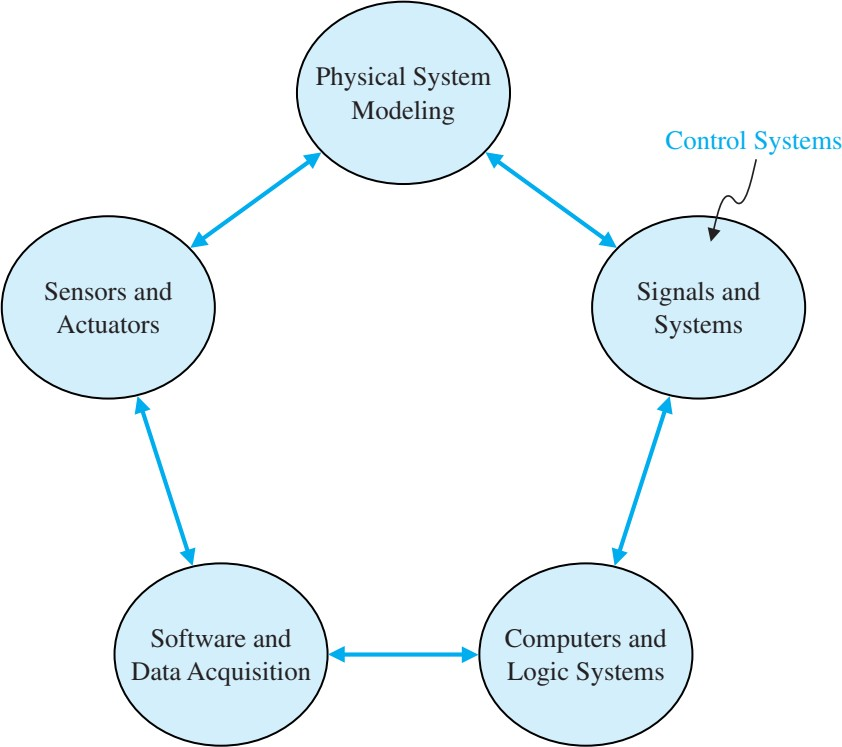 Physical System
Modeling
Control Systems
Sensors and
Actuators
Signals and
Systems
Software and
Data Acquisition
Computers and
Logic Systems